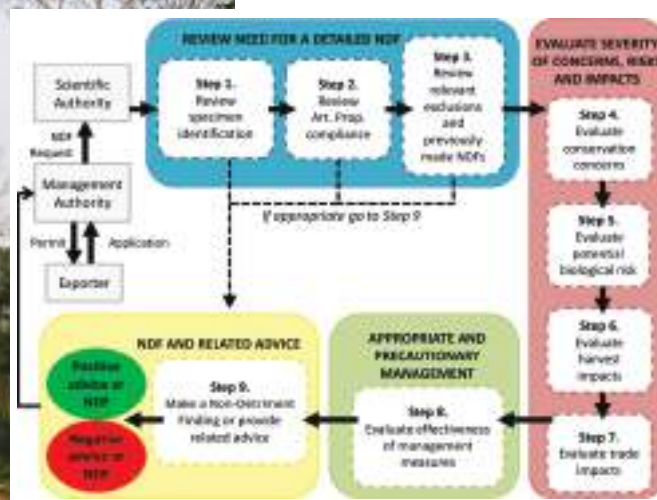 REVIEW NEED FOR A DETAILED NDF
Scientific
Authority
NDF
Request
Management
Authority
Permit
Application
Exporter
Step 1.
Review
specimen
identification
Step 2.
Review
Art. Prop.
compliance
Step 3.
Review
relevant
exclusions
and
previously
made NDFs
If appropriate go to Step 9
EVALUATE SEVERITY
OF CONCERNS, RISKS
AND IMPACTS
Step 4.
Evaluate
conservation
concerns
Step 5.
Evaluate
potential
biological risk
Step 6.
Evaluate
harvest
impacts
Step 7.
Evaluate trade
impacts
APPROPRIATE AND
PRECAUTIONARY
MANAGEMENT
Step 8.
Evaluate effectiveness
of management
measures
NDF AND RELATED ADVICE
Step 9.
Make a Non-Detriment
Finding or provide
related advice
Positive
advice or
NDF
Negative
advice or
NDF